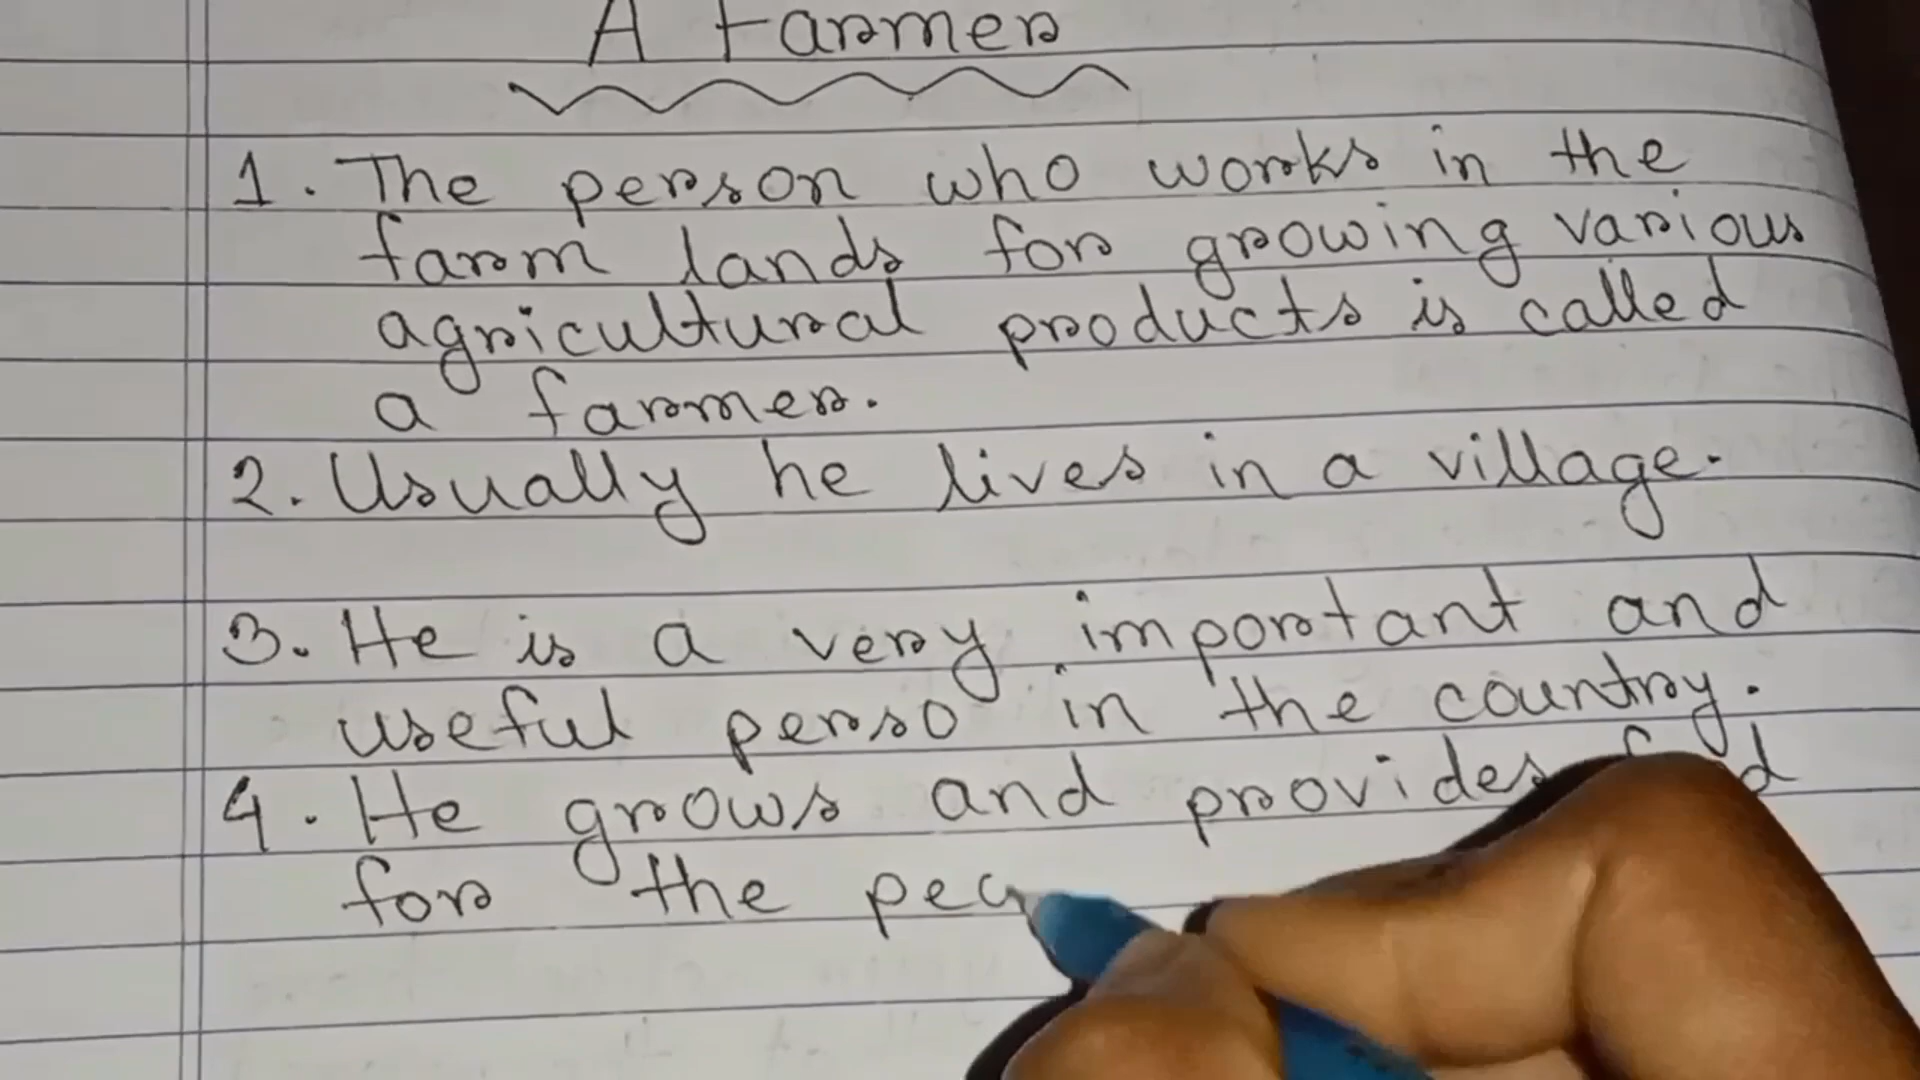 A Farmer
1. The person who works in the
farm lands for growing various
agricultural products is called
a farmer.
2. Usually he lives in a village.
3. He is a very important and
useful perso in the country.
4. He grows and provides
for the